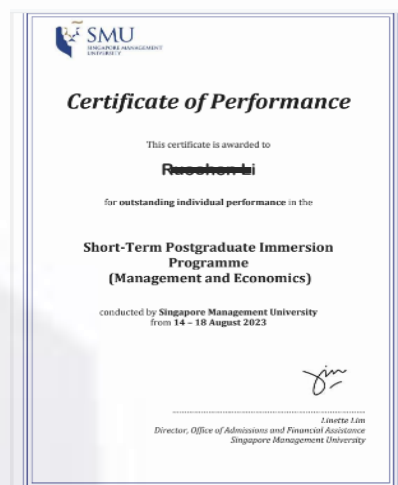 SMU
SINGAPORE MANAGEMENT
UNIVERSITY
Certificate of Performance
This certificate is awarded to
for outstanding individual performance in the
Short-Term Postgraduate Immersion
Programme
(Management and Economics)
conducted by Singapore Management University
from 14 – 18 August 2023
Linette Lim
Director, Office of Admissions and Financial Assistance
Singapore Management University